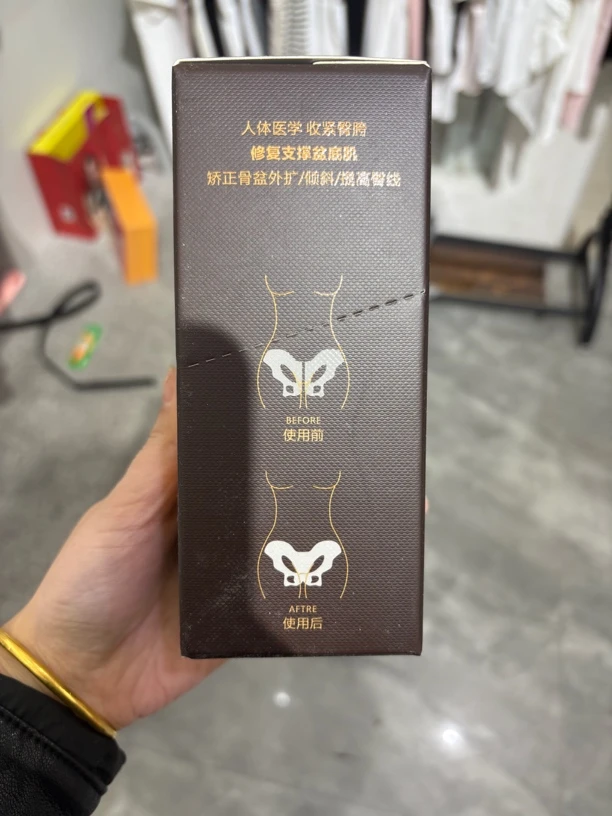 人体医学 收紧臀胯
修复支撑盆底肌
矫正骨盆外扩/倾斜/提高臀线
BEFORE
使用前
AFTRE
使用后